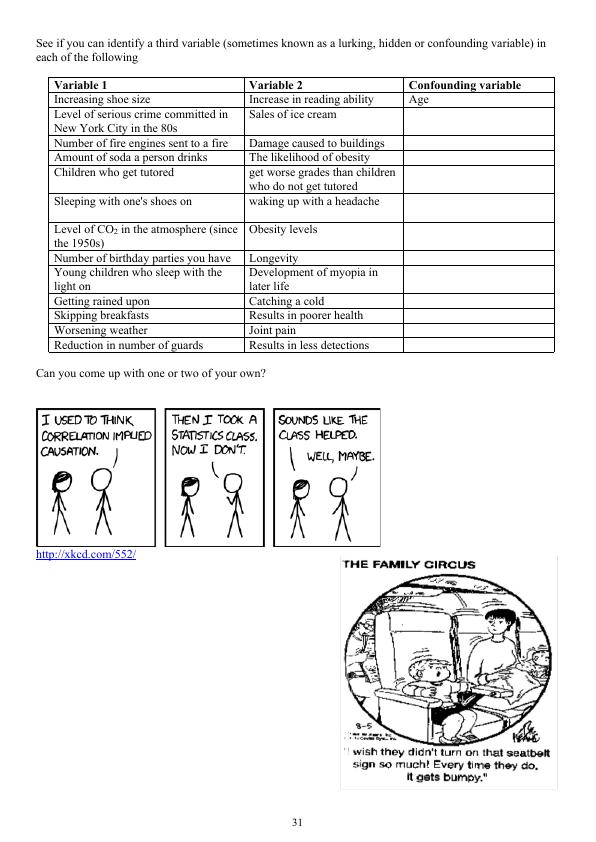 See if you can identify a third variable (sometimes known as a lurking, hidden or confounding variable) in
each of the following
Variable 1 Variable 2 Confounding variable
Increasing shoe size Increase in reading ability Age
Level of serious crime committed in Sales of ice cream
New York City in the 80s
Number of fire engines sent to a fire Damage caused to buildings
Amount of soda a person drinks The likelihood of obesity
Children who get tutored get worse grades than children
who do not get tutored
Sleeping with one's shoes on waking up with a headache
Level of CO₂ in the atmosphere (since Obesity levels
the 1950s)
Number of birthday parties you have Longevity
Young children who sleep with the Development of myopia in
light on later life
Getting rained upon Catching a cold
Skipping breakfasts Results in poorer health
Worsening weather Joint pain
Reduction in number of guards Results in less detections
Can you come up with one or two of your own?
I USED TO THINK
CORRELATION IMPLIED
CAUSATION.
THEN I TOOK A
STATISTICS CLASS.
NOW I DON'T.
SOUNDS LIKE THE
CLASS HELPED.
WELL, MAYBE.
http://xkcd.com/552/
THE FAMILY CIRCUS
8-5
"I wish they didn't turn on that seatbelt
sign so much! Every time they do,
it gets bumpy."
31